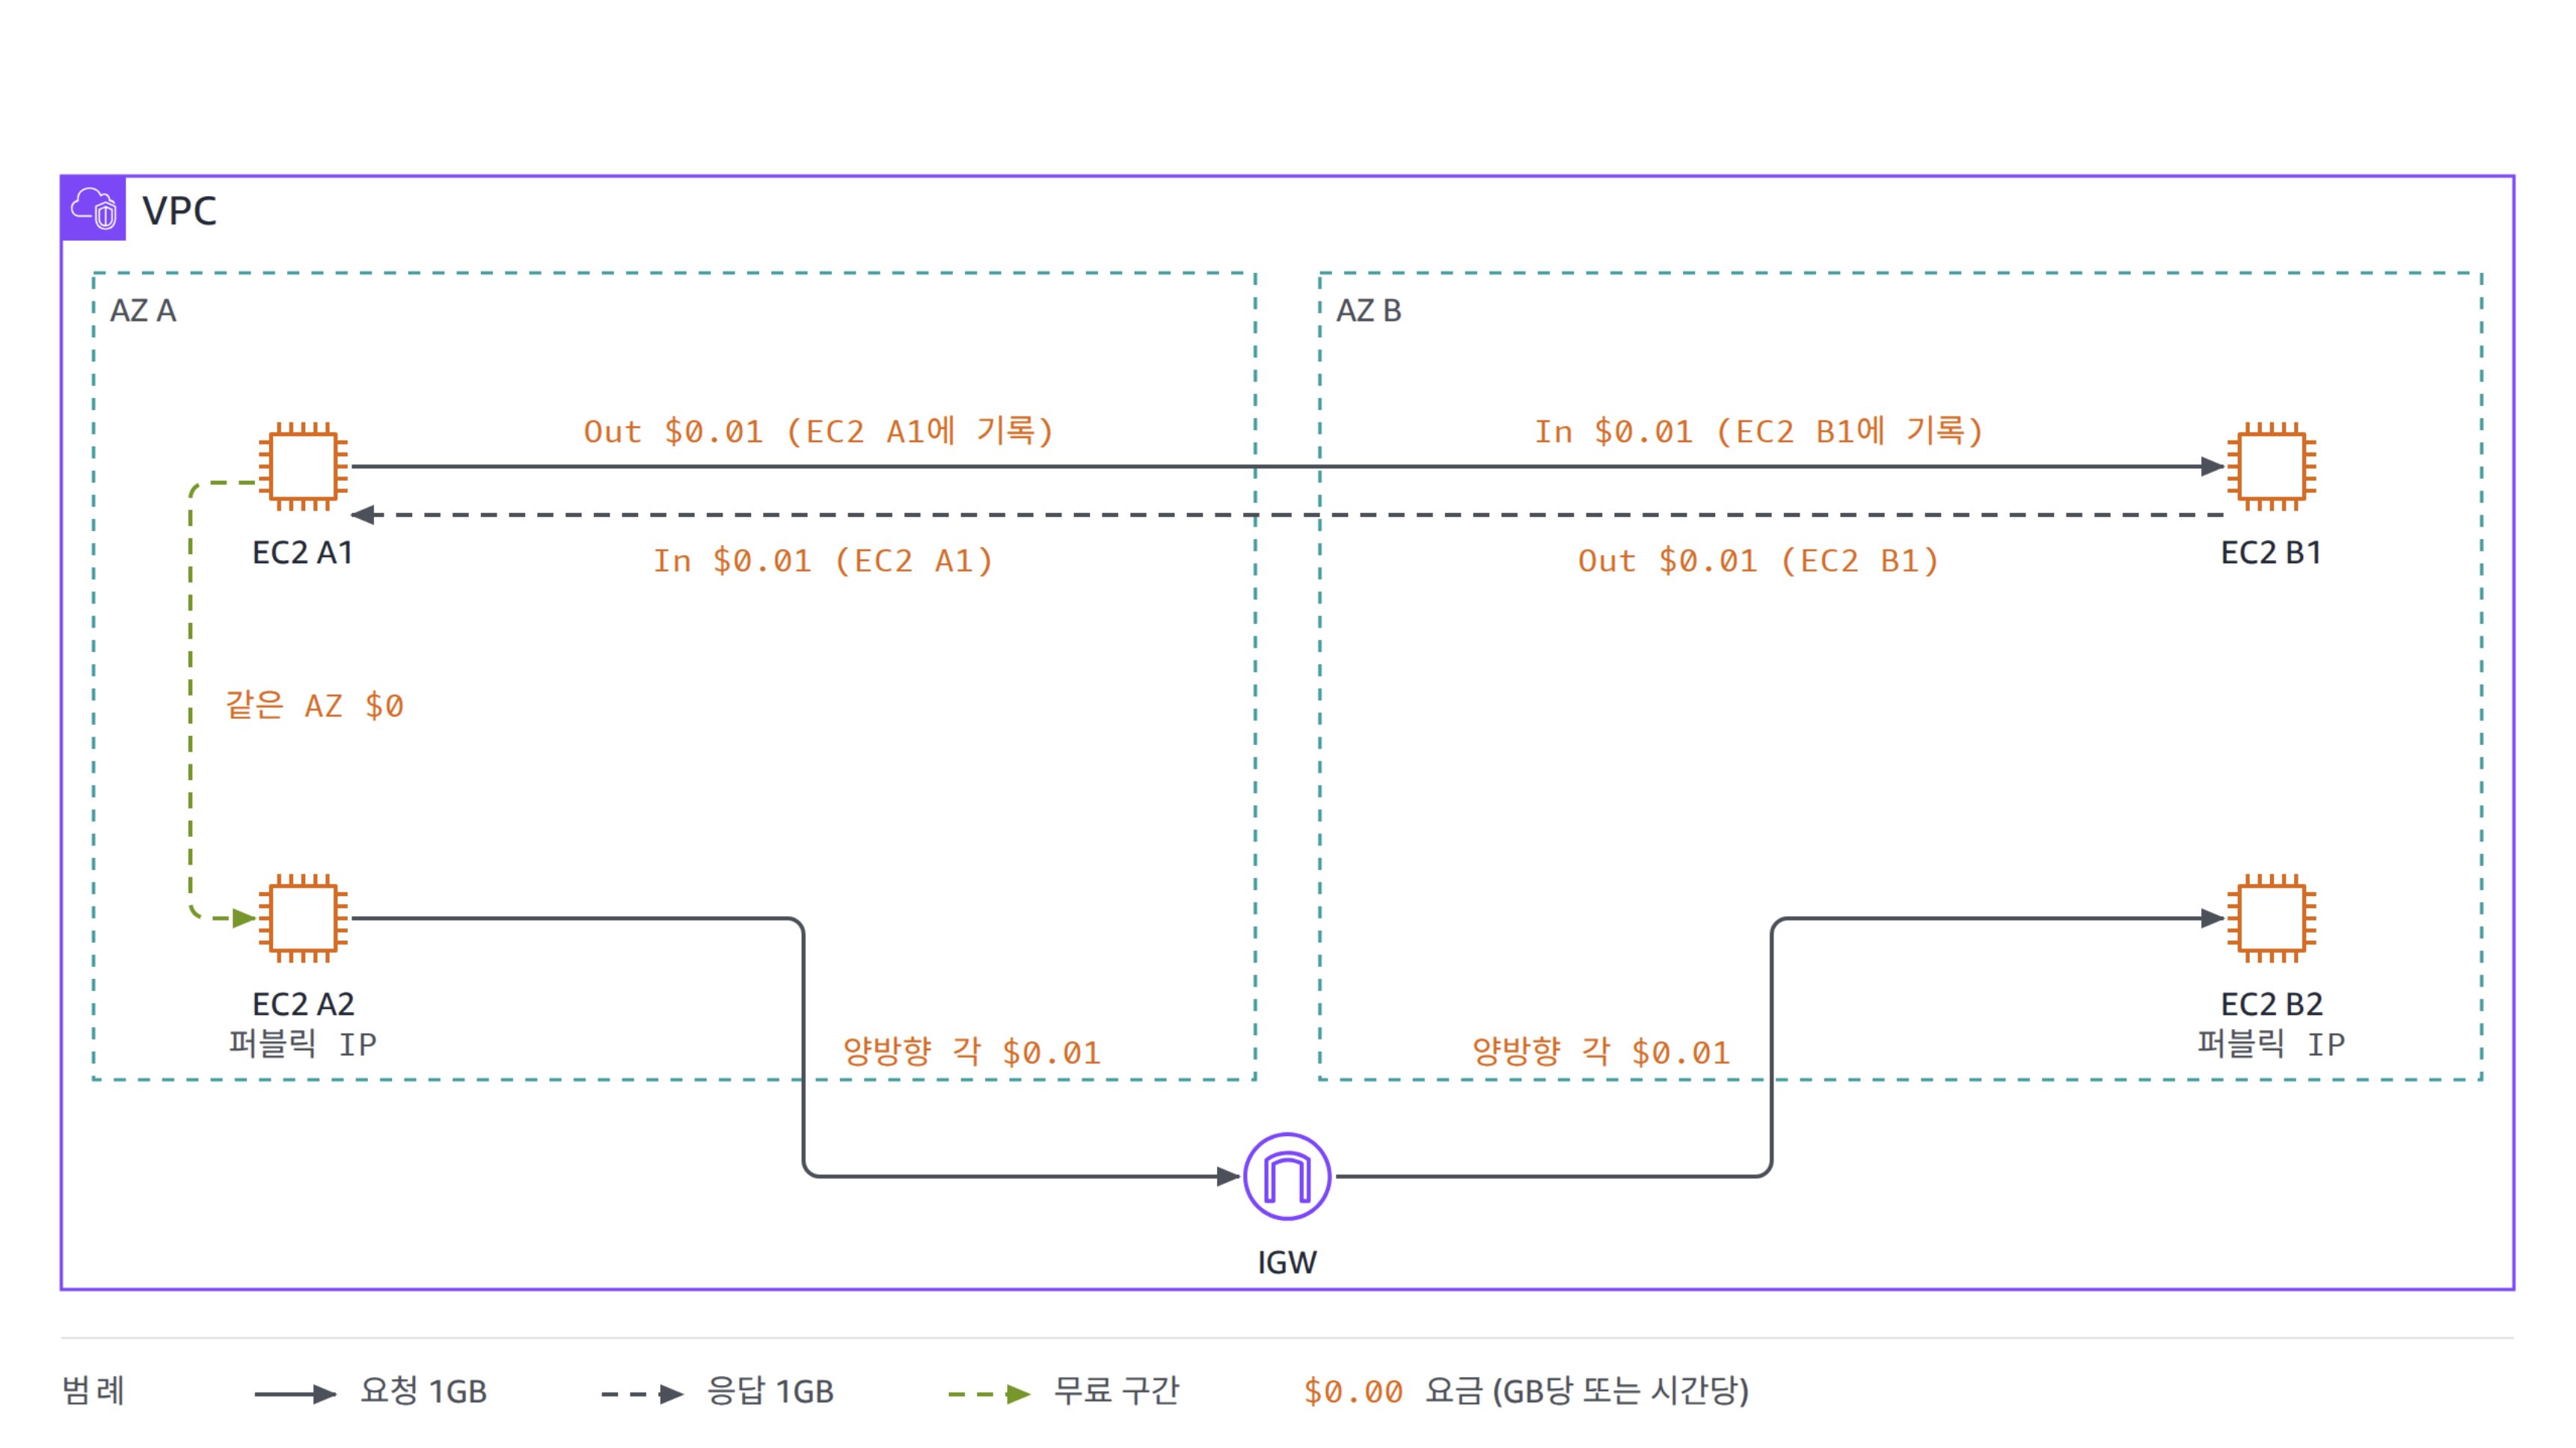 VPC
AZ A
AZ B
Out $0.01 (EC2 A1에 기록)
In $0.01 (EC2 B1에 기록)
EC2 A1
In $0.01 (EC2 A1)
Out $0.01 (EC2 B1)
EC2 B1
같은 AZ $0
EC2 A2
퍼블릭 IP
양방향 각 $0.01
양방향 각 $0.01
EC2 B2
퍼블릭 IP
IGW
범례
요청 1GB
응답 1GB
무료 구간
$0.00 요금 (GB당 또는 시간당)